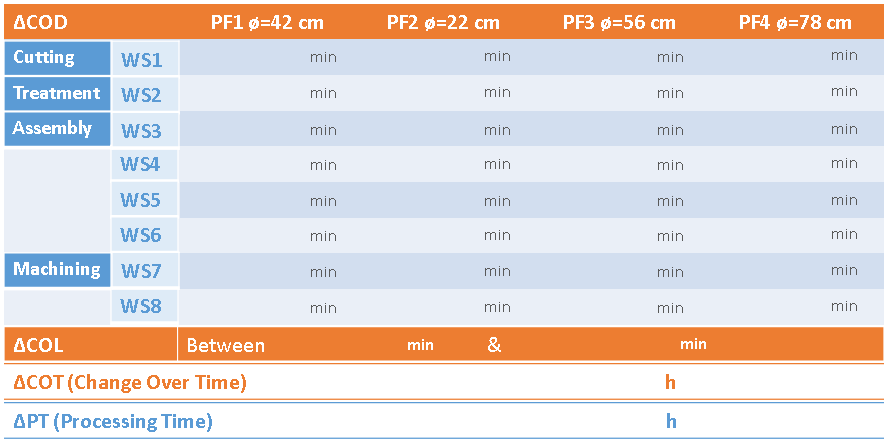 ΔCOD PF1 ø=42 cm PF2 ø=22 cm PF3 ø=56 cm PF4 ø=78 cm
Cutting WS1 min min min min
Treatment WS2 min min min min
Assembly WS3 min min min min
WS4 min min min min
WS5 min min min min
WS6 min min min min
Machining WS7 min min min min
WS8 min min min min
ΔCOL Between min & min
ΔCOT (Change Over Time) h
ΔPT (Processing Time) h